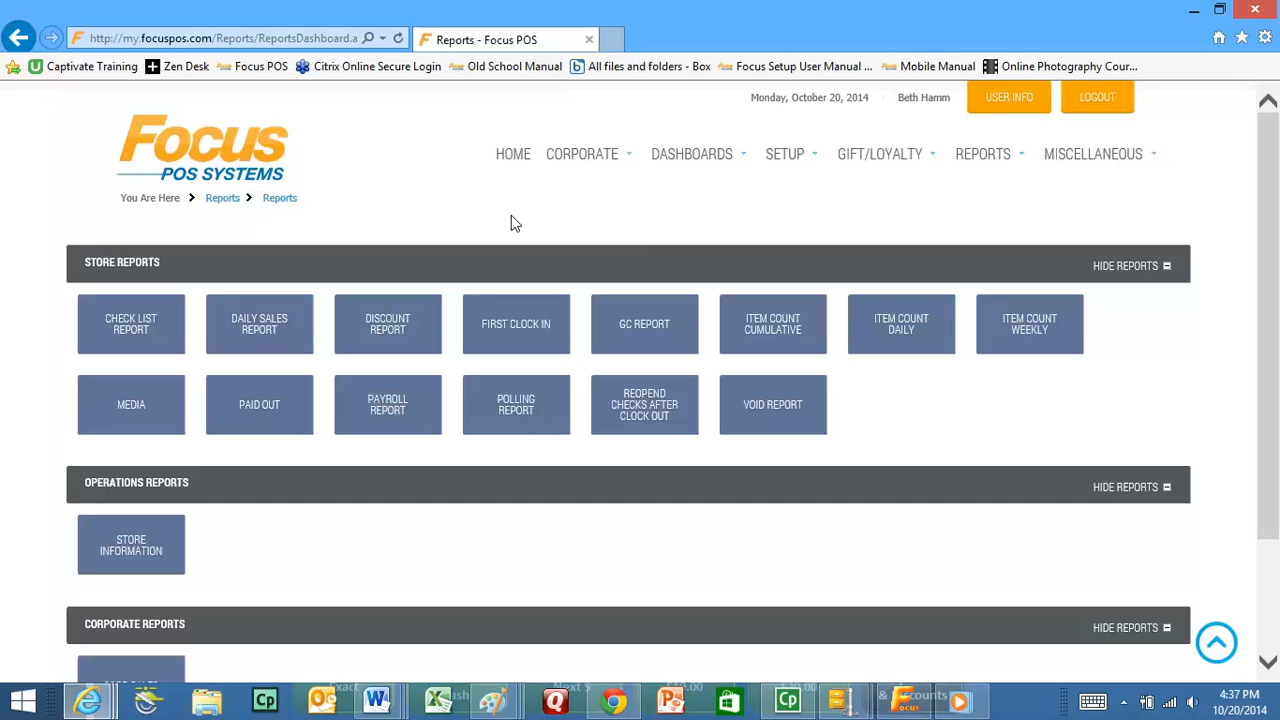 http://my.focuspos.com/Reports/ReportsDashboard.a
Reports - Focus POS
Captivate Training
Zen Desk
Focus POS
Citrix Online Secure Login
Old School Manual
All files and folders - Box
Focus Setup User Manual ...
Mobile Manual
Online Photography Cour...
Monday, October 20, 2014
Beth Hamm
USER INFO
LOGOUT
Focus
POS SYSTEMS
HOME
CORPORATE
DASHBOARDS
SETUP
GIFT/LOYALTY
REPORTS
MISCELLANEOUS
You Are Here
Reports
Reports
STORE REPORTS
HIDE REPORTS
CHECK LIST
REPORT
DAILY SALES
REPORT
DISCOUNT
REPORT
FIRST CLOCK IN
GC REPORT
ITEM COUNT
CUMULATIVE
ITEM COUNT
DAILY
ITEM COUNT
WEEKLY
MEDIA
PAID OUT
PAYROLL
REPORT
POLLING
REPORT
REOPEND
CHECKS AFTER
CLOCK OUT
VOID REPORT
OPERATIONS REPORTS
HIDE REPORTS
STORE
INFORMATION
CORPORATE REPORTS
HIDE REPORTS
Exact
Next $
4:37 PM
10/20/2014